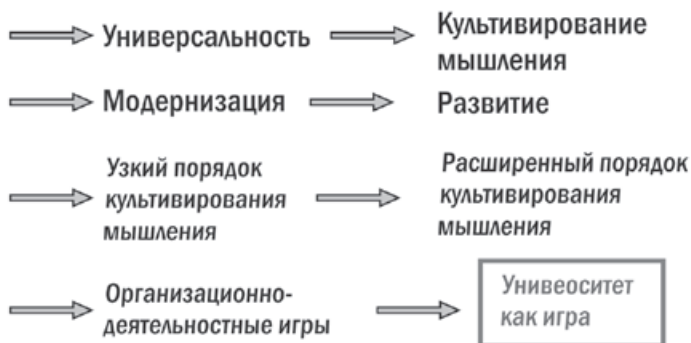 Универсальность
Культивирование
мышления
Модернизация
Развитие
Узкий порядок
культивирования
мышления
Расширенный порядок
культивирования
мышления
Организационно-
деятельностные игры
Унивеоситет
как игра